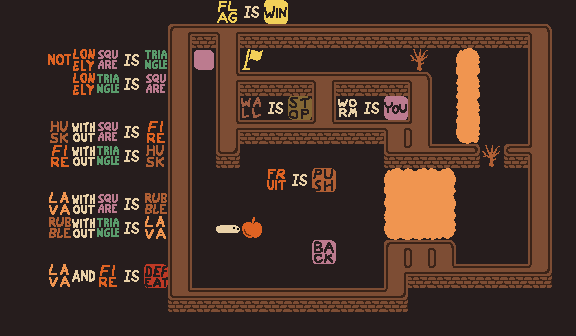 FLAG IS WIN
NOT LONELY SQUARE IS TRIANGLE
LONELY TRIANGLE IS SQUARE
WALL IS STOP
WORM IS YOU
HUSK WITHOUT SQUARE IS FIRE
FIRE WITHOUT TRIANGLE IS HUSK
FRUIT IS PUSH
LAVA WITHOUT SQUARE IS RUBBLE
RUBBLE WITHOUT TRIANGLE IS LAVA
BACK
LAVA AND FIRE IS DEFEAT